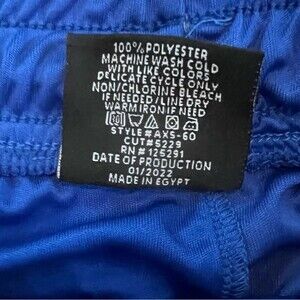 100% POLYESTER
MACHINE WASH COLD
WITH LIKE COLORS
DELICATE CYCLE ONLY
NON/CHLORINE BLEACH
IF NEEDED/LINE DRY
WARM IRON IF NEED
STYLE#AXS-60
CUT#5229
RN#125291
DATE OF PRODUCTION
01/2022
MADE IN EGYPT